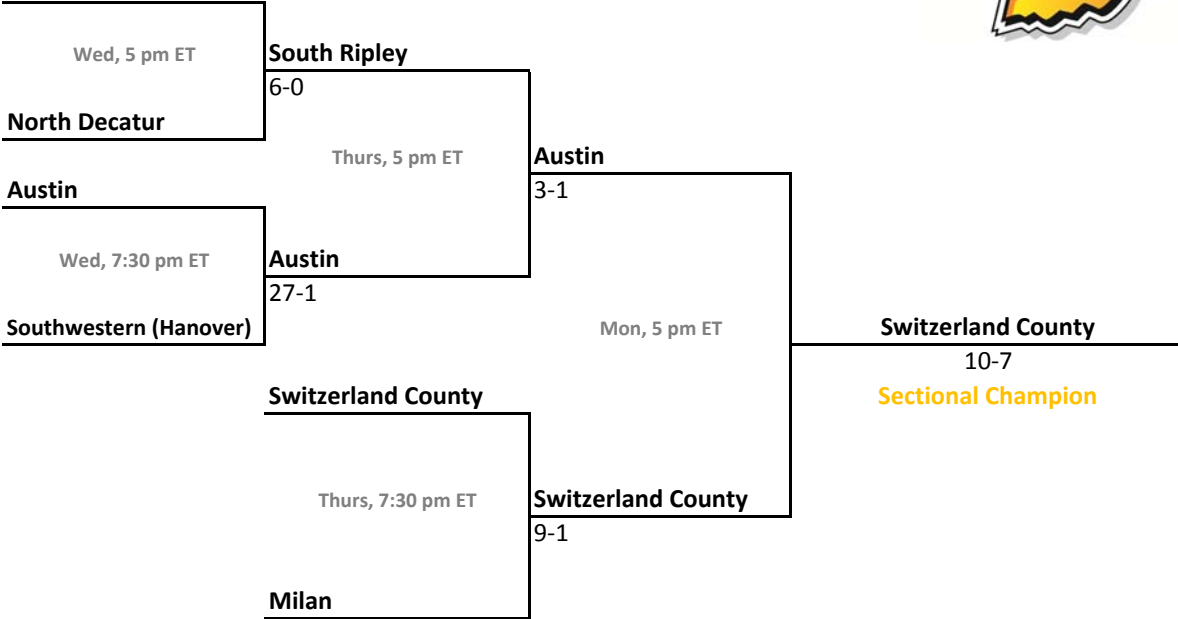 Wed, 5 pm ET
South Ripley
6-0
North Decatur
Thurs, 5 pm ET
Austin
3-1
Austin
Wed, 7:30 pm ET
Austin
27-1
Southwestern (Hanover)
Mon, 5 pm ET
Switzerland County
10-7
Sectional Champion
Switzerland County
Thurs, 7:30 pm ET
Switzerland County
9-1
Milan